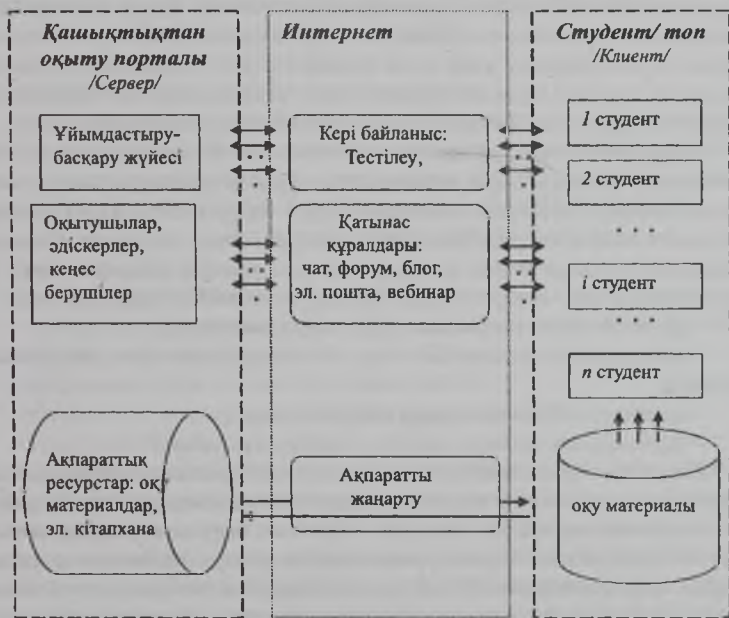 Қашықтықтан
оқыту порталы
/Сервер/
Ұйымдастыру-
басқару жүйесі
Оқытушылар,
әдіскерлер,
кеңес
берушілер
Ақпараттық
ресурстар: оқу
материалдар,
эл. кітапхана
Интернет
Кері байланыс:
Тестілеу,
Қатынас
құралдары:
чат, форум, блог,
эл. пошта, вебинар
Ақпаратты
жаңарту
Студент/ топ
/Клиент/
1 студент
2 студент
i студент
n студент
оқу материалы